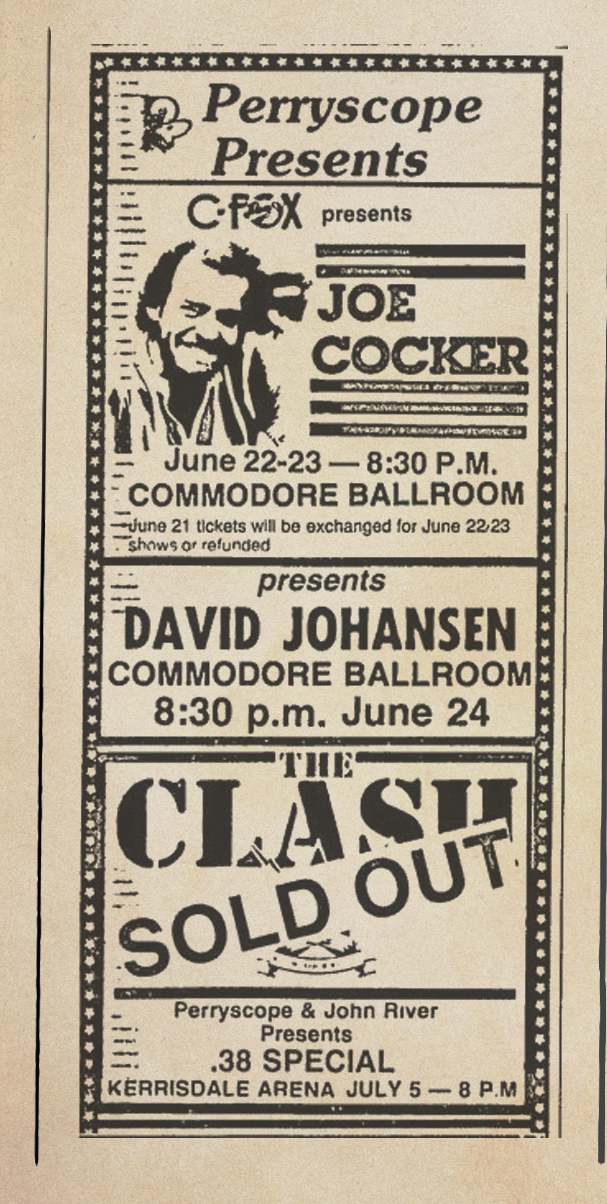 Perryscope
Presents
C·FOX presents
JOE
COCKER
June 22-23 — 8:30 P.M.
COMMODORE BALLROOM
June 21 tickets will be exchanged for June 22/23
shows or refunded
presents
DAVID JOHANSEN
COMMODORE BALLROOM
8:30 p.m. June 24
THE
CLASH
SOLD OUT
Perryscope & John River
Presents
.38 SPECIAL
KERRISDALE ARENA JULY 5 — 8 P.M